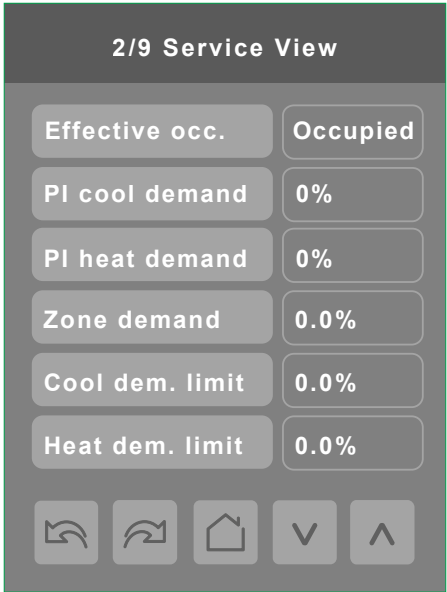 2/9 Service View
Effective occ. Occupied
PI cool demand 0%
PI heat demand 0%
Zone demand 0.0%
Cool dem. limit 0.0%
Heat dem. limit 0.0%